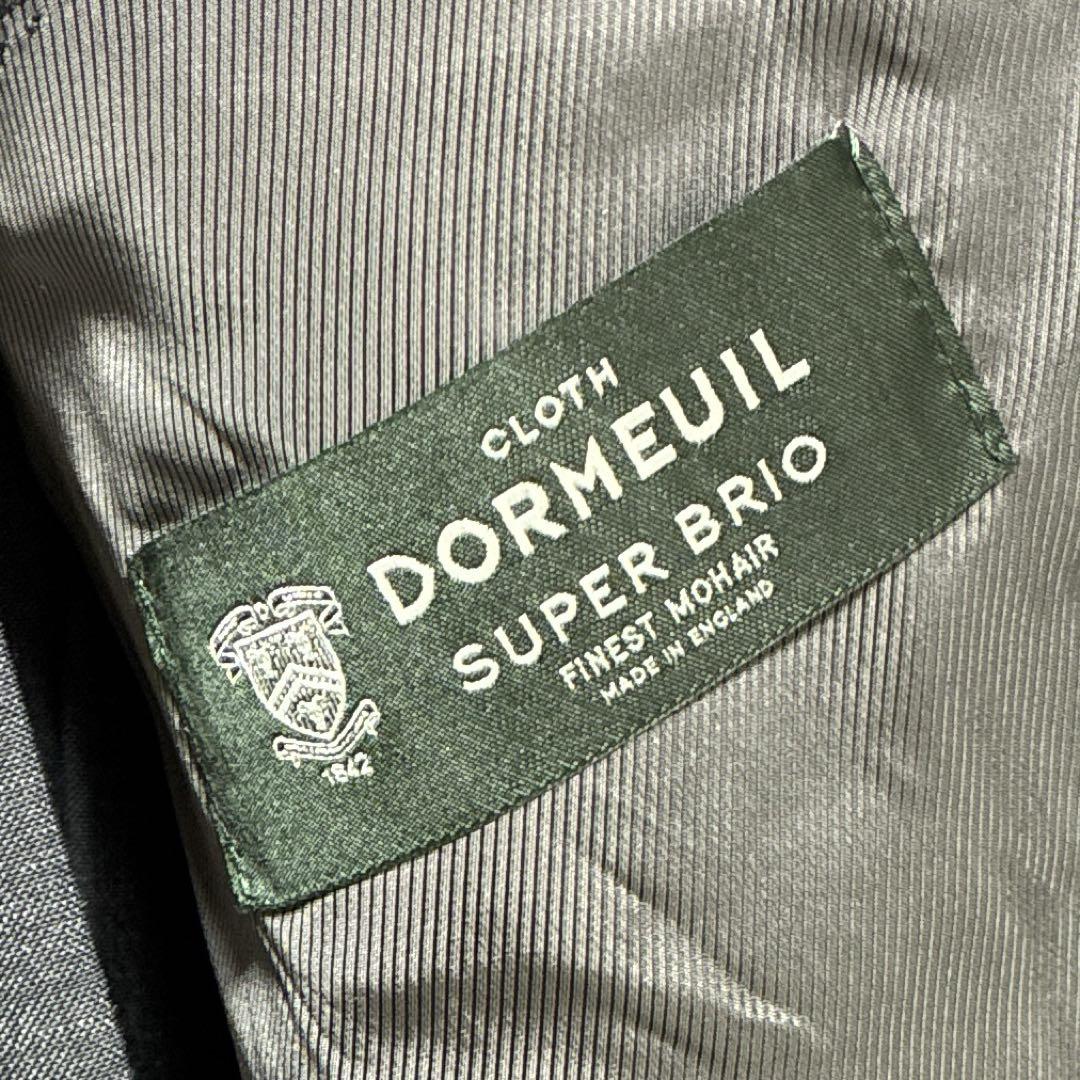 CLOTH
DORMEUIL
SUPER BRIO
FINEST MOHAIR
MADE IN ENGLAND
1842